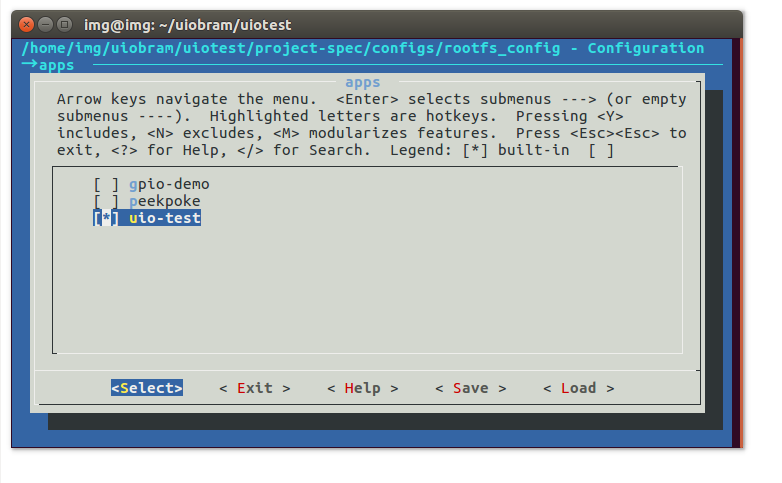 img@img: ~/uiobram/uiotest
/home/img/uiobram/uiotest/project-spec/configs/rootfs_config - Configuration
→apps
apps
Arrow keys navigate the menu.  <Enter> selects submenus ---> (or empty
submenus ----).  Highlighted letters are hotkeys.  Pressing <Y>
includes, <N> excludes, <M> modularizes features.  Press <Esc><Esc> to
exit, <?> for Help, </> for Search.  Legend: [*] built-in  [ ]
[ ] gpio-demo
[ ] peekpoke
[*] uio-test
<Select>    < Exit >    < Help >    < Save >    < Load >